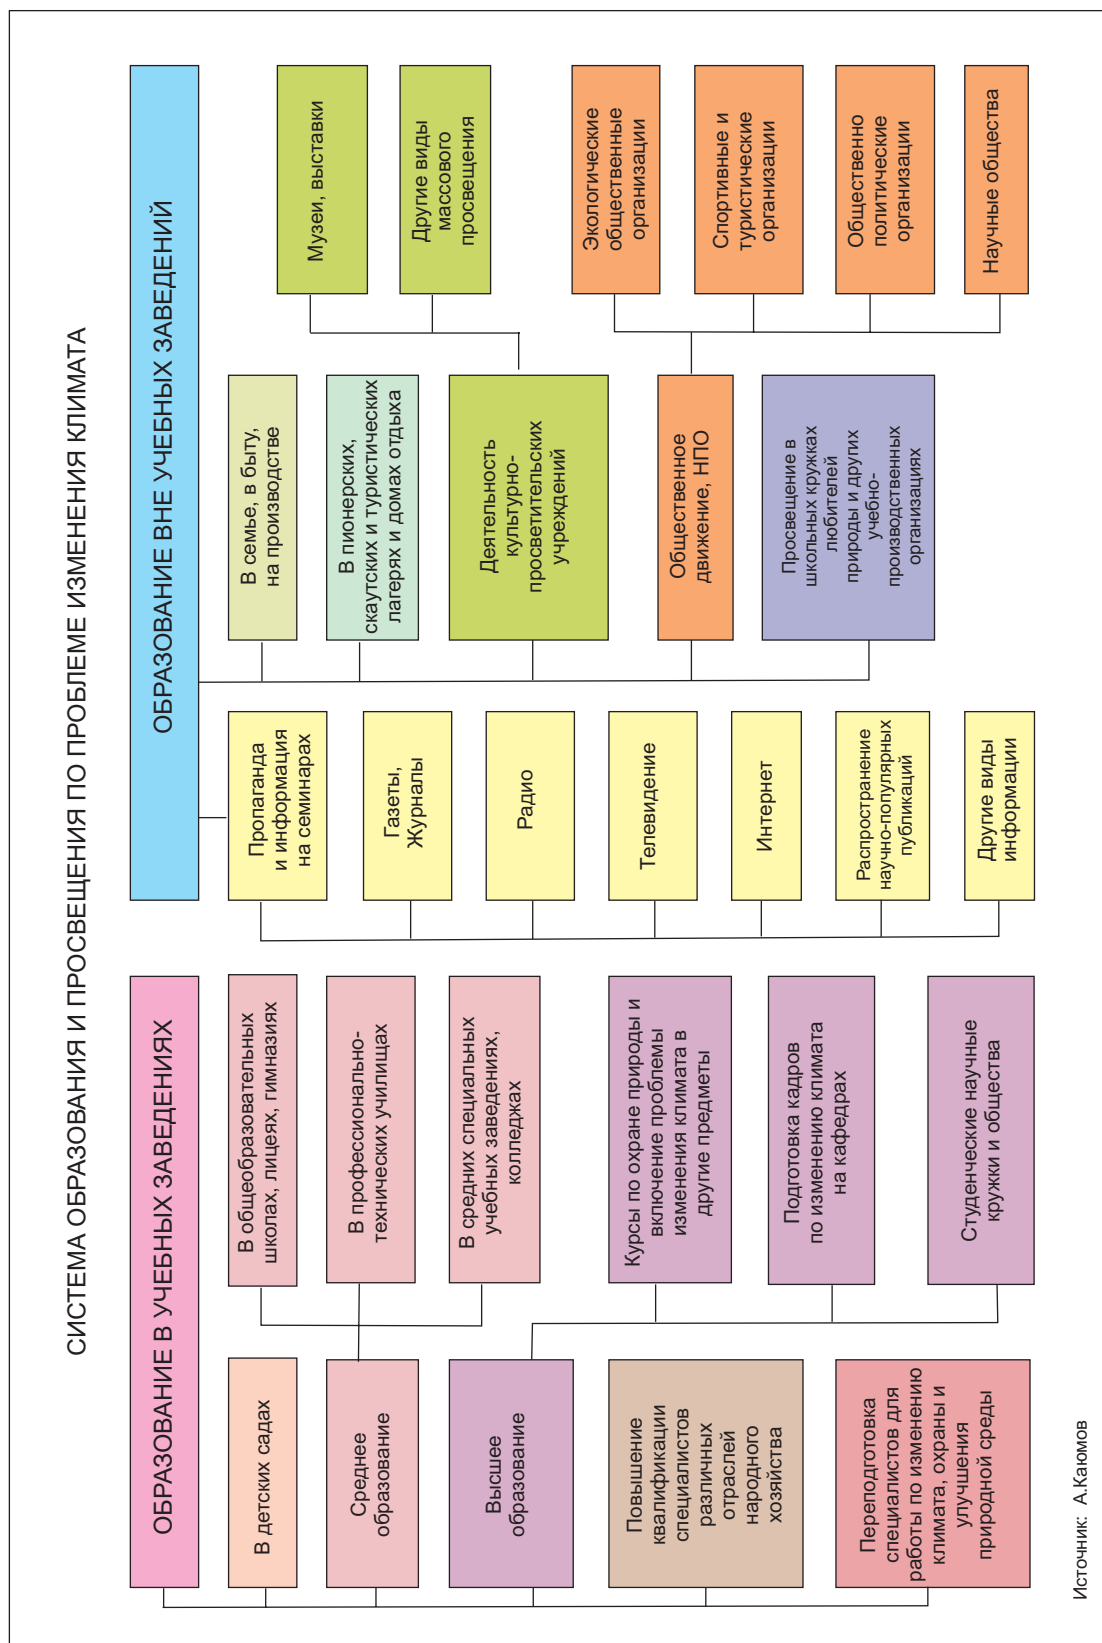 СИСТЕМА ОБРАЗОВАНИЯ И ПРОСВЕЩЕНИЯ ПО ПРОБЛЕМЕ ИЗМЕНЕНИЯ КЛИМАТА
ОБРАЗОВАНИЕ В УЧЕБНЫХ ЗАВЕДЕНИЯХ
В детских садах
Среднее
образование
Высшее
образование
Повышение
квалификации
специалистов
различных
отраслей
народного
хозяйства
Переподготовка
специалистов для
работы по изменению
климата, охраны и
улучшения
природной среды
В общеобразовательных
школах, лицеях, гимназиях
В профессионально-
технических училищах
В средних специальных
учебных заведениях,
колледжах
Курсы по охране природы и
включение проблемы
изменения климата в
другие предметы
Подготовка кадров
по изменению климата
на кафедрах
Студенческие научные
кружки и общества
ОБРАЗОВАНИЕ ВНЕ УЧЕБНЫХ ЗАВЕДЕНИЙ
Пропаганда
и информация
на семинарах
Газеты,
Журналы
Радио
Телевидение
Интернет
Распространение
научно-популярных
публикаций
Другие виды
информации
В семье, в быту,
на производстве
В пионерских,
скаутских и туристических
лагерях и домах отдыха
Деятельность
культурно-
просветительских
учреждений
Общественное
движение, НПО
Просвещение в
школьных кружках
любителей
природы и других
учебно-
производственных
организациях
Музеи, выставки
Другие виды
массового
просвещения
Экологические
общественные
организации
Спортивные и
туристические
организации
Общественно
политические
организации
Научные общества
Источник: А.Каюмов